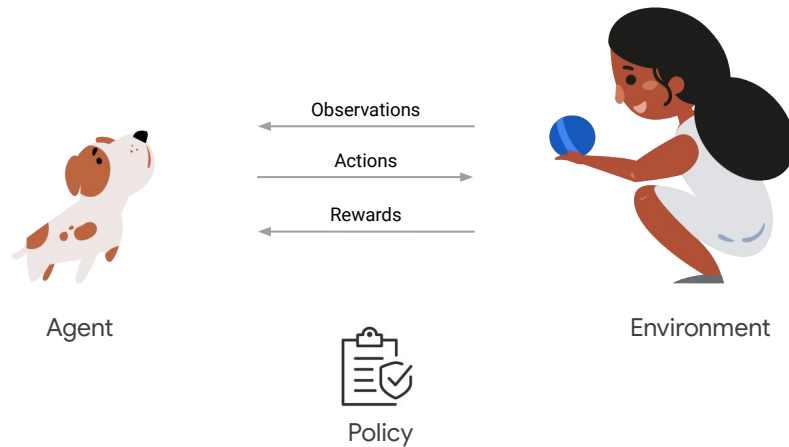 Observations
Actions
Rewards
Agent
Environment
Policy